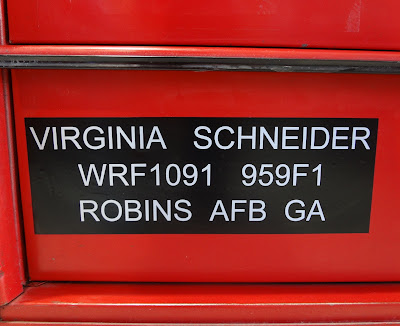 VIRGINIA SCHNEIDER
WRF1091 959F1
ROBINS AFB GA